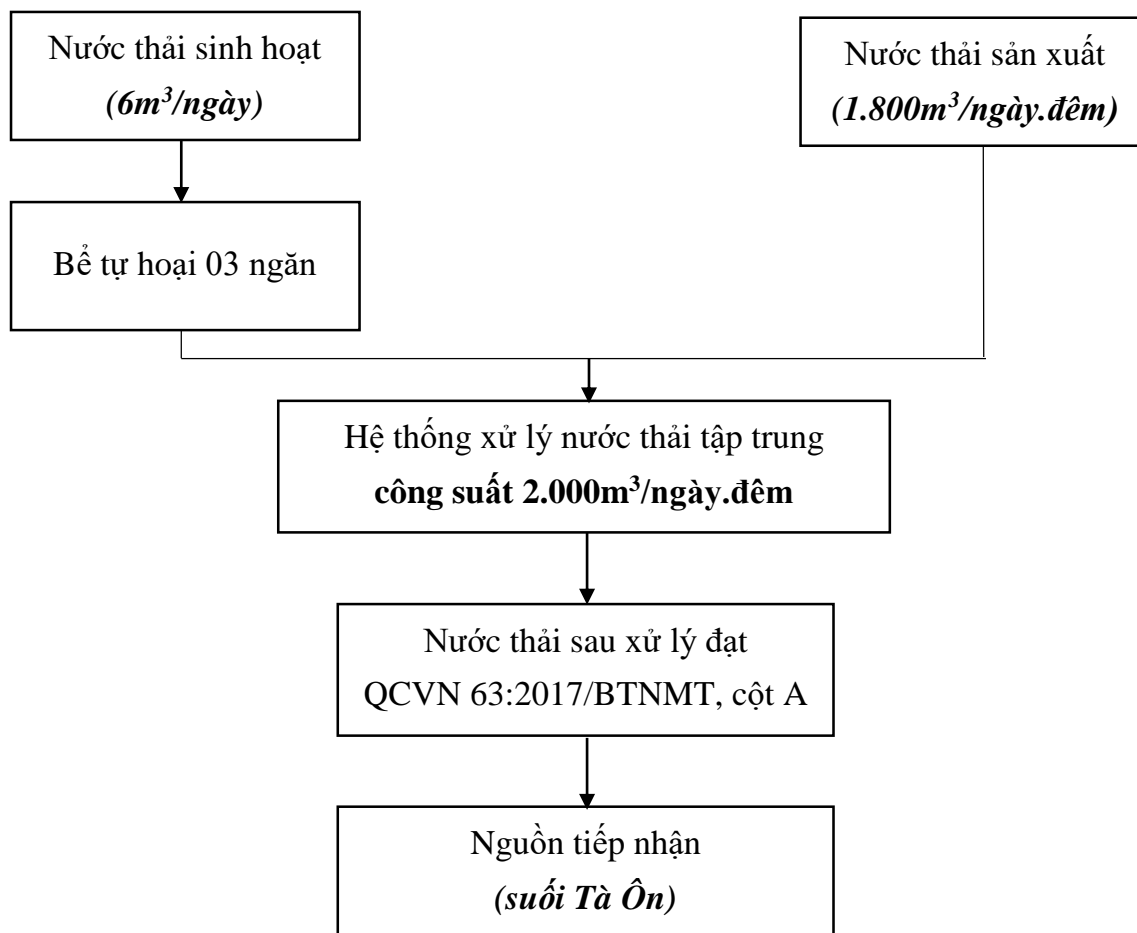 Nước thải sinh hoạt
(6m³/ngày)
Nước thải sản xuất
(1.800m³/ngày.đêm)
Bể tự hoại 03 ngăn
Hệ thống xử lý nước thải tập trung
công suất 2.000m³/ngày.đêm
Nước thải sau xử lý đạt
QCVN 63:2017/BTNMT, cột A
Nguồn tiếp nhận
(suối Tà Ôn)